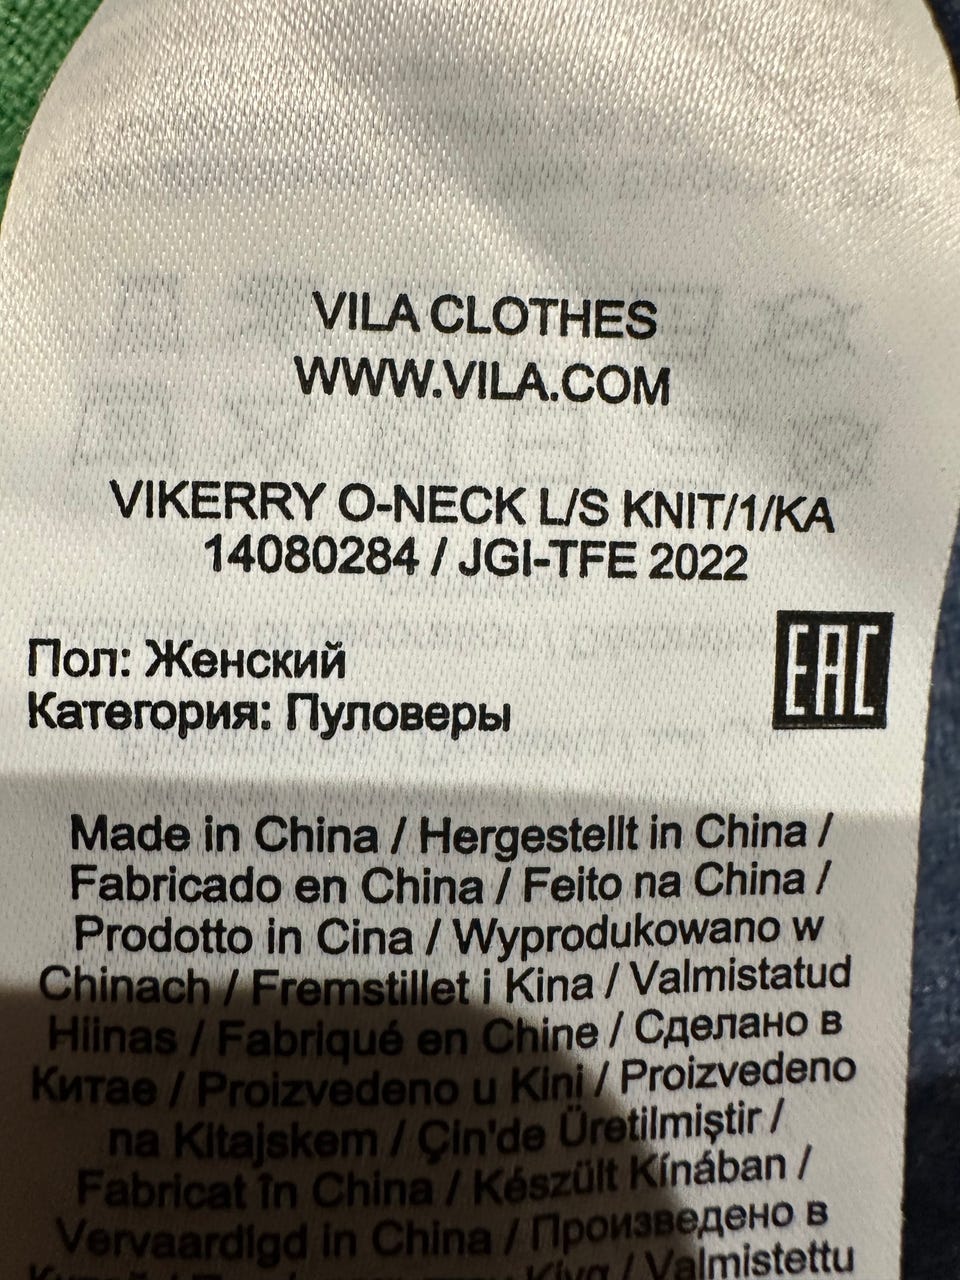 VILA CLOTHES
WWW.VILA.COM
VIKERRY O-NECK L/S KNIT/1/KA
14080284 / JGI-TFE 2022
Пол: Женский
Категория: Пуловеры
EAC
Made in China / Hergestellt in China /
Fabricado en China / Feito na China /
Prodotto in Cina / Wyprodukowano w
Chinach / Fremstillet i Kina / Valmistatud
Hiinas / Fabriqué en Chine / Сделано в
Китае / Proizvedeno u Kini / Proizvedeno
na Kitajskem / Çin'de Üretilmiştir /
Fabricat în China / Készült Kínában /
Vervaardigd in China / Произведено в
/ Valmistettu